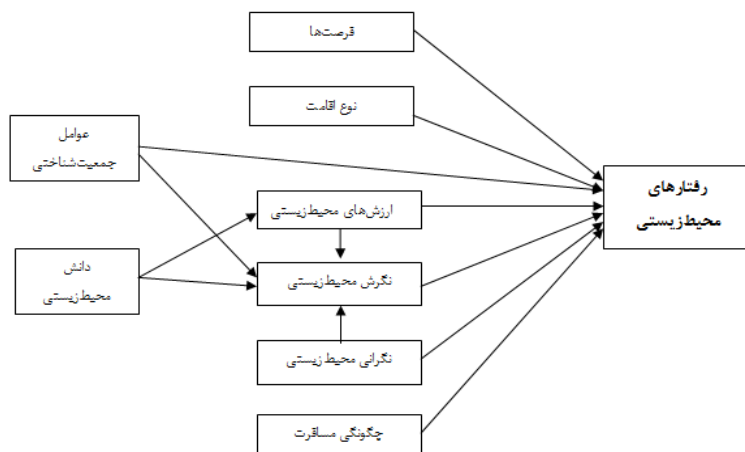 فرصت‌ها
نوع اقامت
عوامل
جمعیت‌شناختی
رفتارهای
محیط‌زیستی
ارزش‌های محیط‌زیستی
دانش
محیط‌زیستی
نگرش محیط‌زیستی
نگرانی محیط‌زیستی
چگونگی مسافرت